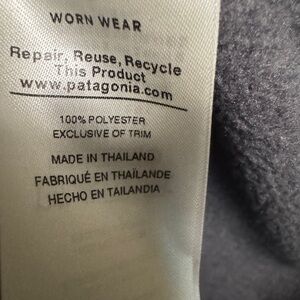 WORN WEAR
Repair, Reuse, Recycle
This Product
www.patagonia.com
100% POLYESTER
EXCLUSIVE OF TRIM
MADE IN THAILAND
FABRIQUÉ EN THAÏLANDE
HECHO EN TAILANDIA